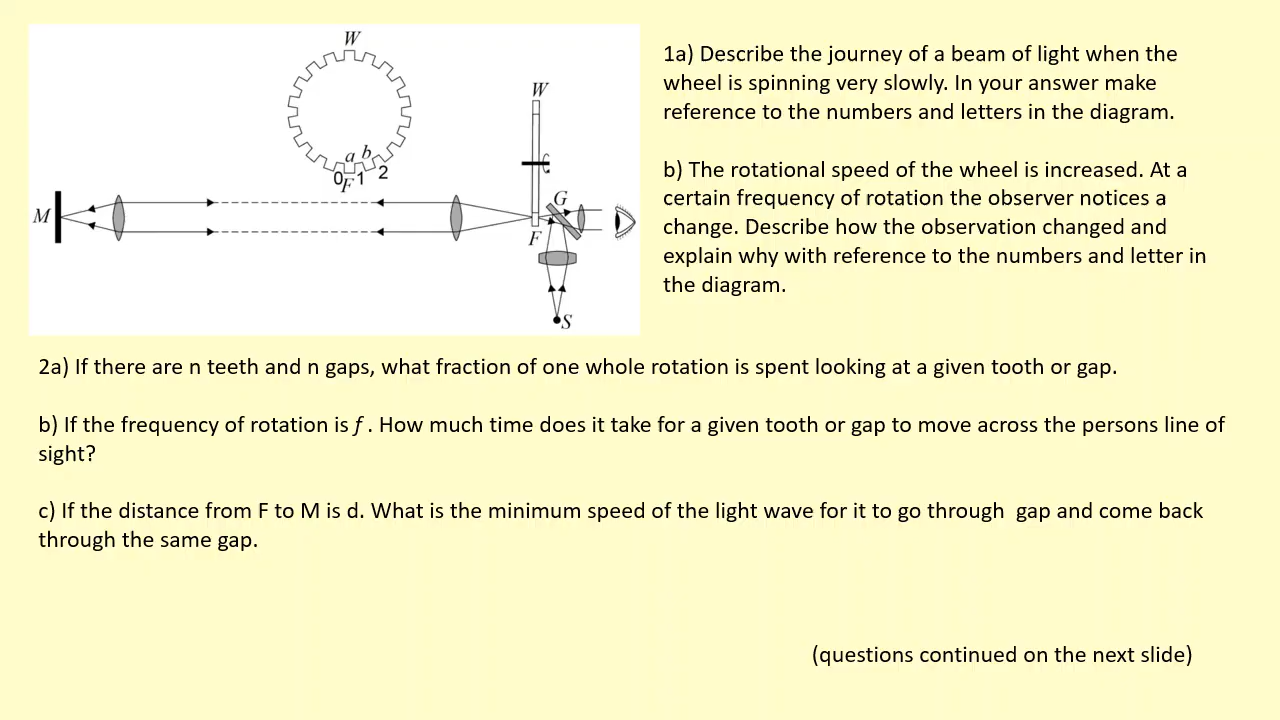 W
a b
0 F 1 2
W
M
G
F
S
1a) Describe the journey of a beam of light when the
wheel is spinning very slowly. In your answer make
reference to the numbers and letters in the diagram.
b) The rotational speed of the wheel is increased. At a
certain frequency of rotation the observer notices a
change. Describe how the observation changed and
explain why with reference to the numbers and letter in
the diagram.
2a) If there are n teeth and n gaps, what fraction of one whole rotation is spent looking at a given tooth or gap.
b) If the frequency of rotation is f . How much time does it take for a given tooth or gap to move across the persons line of
sight?
c) If the distance from F to M is d. What is the minimum speed of the light wave for it to go through gap and come back
through the same gap.
(questions continued on the next slide)